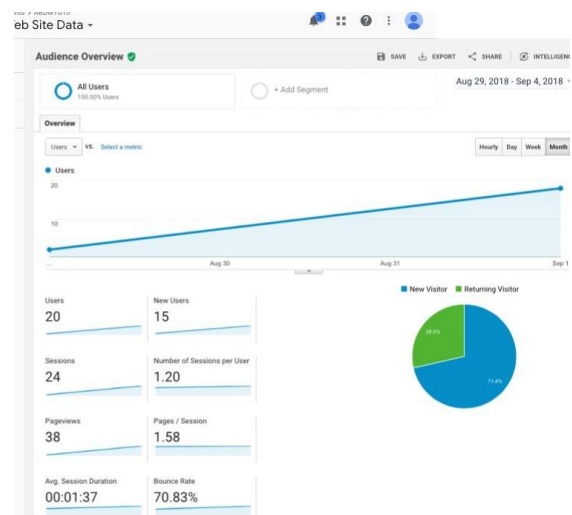 eb Site Data
3
Audience Overview
SAVE EXPORT SHARE INTELLIGENC
All Users
100.00% Users
+ Add Segment
Aug 29, 2018 - Sep 4, 2018
Overview
Users VS. Select a metric
Hourly Day Week Month
Users
20
10
...
Aug 30 Aug 31 Sep 1
New Visitor Returning Visitor
Users New Users
20 15
Sessions Number of Sessions per User
24 1.20
71.4%
Pageviews Pages / Session
38 1.58
Avg. Session Duration Bounce Rate
00:01:37 70.83%